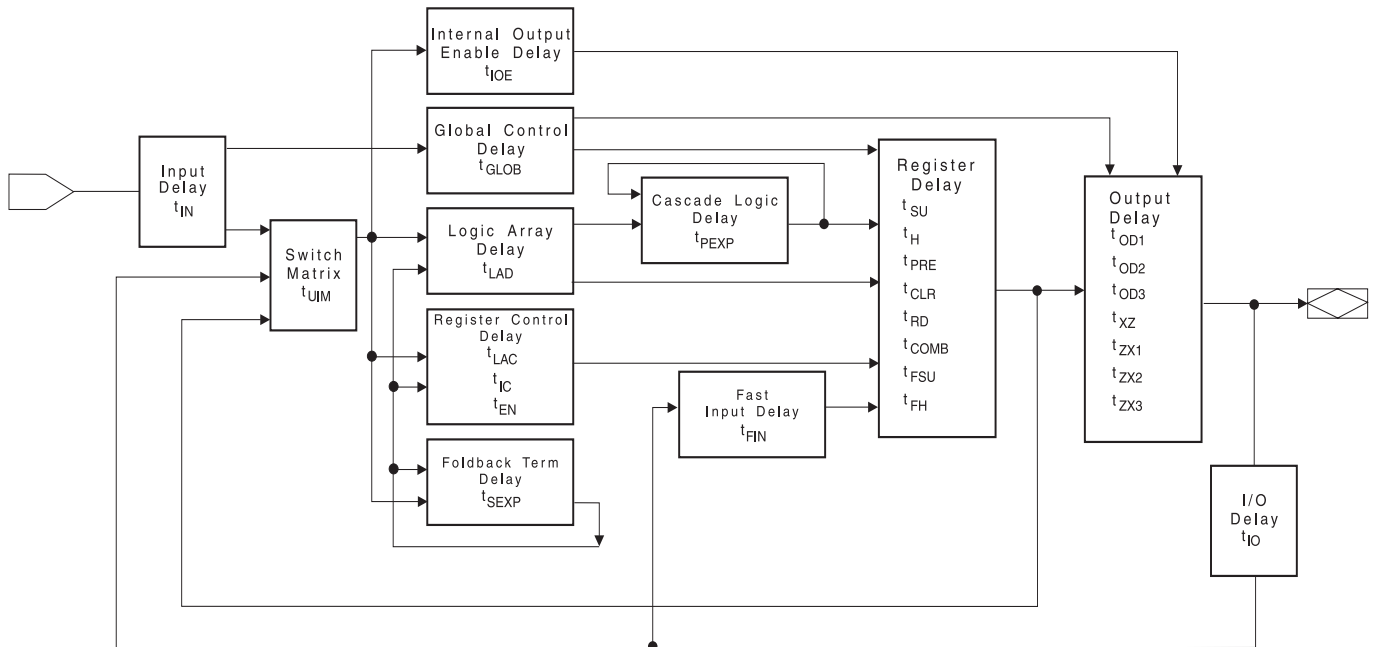 Input
Delay
tIN
Switch
Matrix
tUIM
Internal Output
Enable Delay
tIOE
Global Control
Delay
tGLOB
Logic Array
Delay
tLAD
Register Control
Delay
tLAC
tIC
tEN
Foldback Term
Delay
tSEXP
Cascade Logic
Delay
tPEXP
Fast
Input Delay
tFIN
Register
Delay
tSU
tH
tPRE
tCLR
tRD
tCOMB
tFSU
tFH
Output
Delay
tOD1
tOD2
tOD3
tXZ
tZX1
tZX2
tZX3
I/O
Delay
tIO